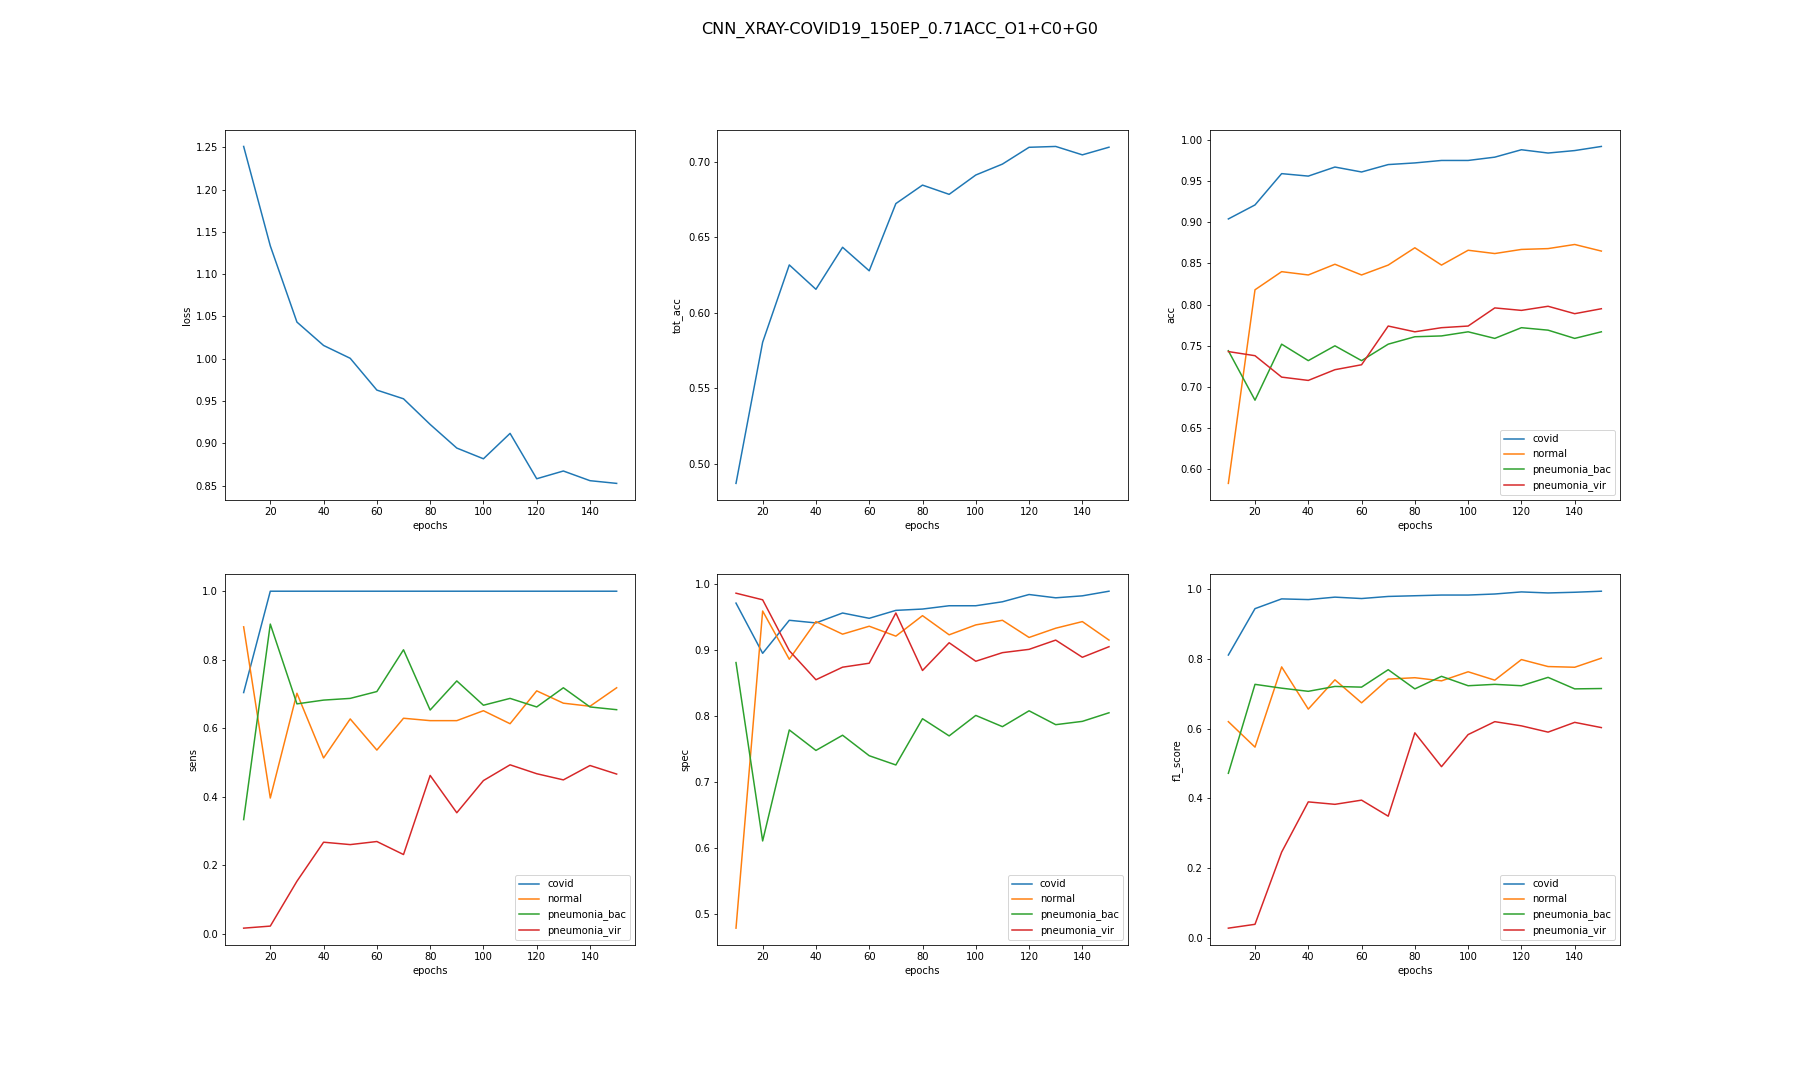 CNN_XRAY-COVID19_150EP_0.71ACC_O1+C0+G0
1.25
1.20
1.15
1.10
1.05
1.00
0.95
0.90
0.85
loss
20 40 60 80 100 120 140
epochs
0.70
0.65
0.60
0.55
0.50
tot_acc
20 40 60 80 100 120 140
epochs
1.00
0.95
0.90
0.85
0.80
0.75
0.70
0.65
0.60
acc
covid
normal
pneumonia_bac
pneumonia_vir
20 40 60 80 100 120 140
epochs
1.0
0.8
0.6
0.4
0.2
0.0
sens
covid
normal
pneumonia_bac
pneumonia_vir
20 40 60 80 100 120 140
epochs
1.0
0.9
0.8
0.7
0.6
0.5
spec
covid
normal
pneumonia_bac
pneumonia_vir
20 40 60 80 100 120 140
epochs
1.0
0.8
0.6
0.4
0.2
0.0
f1_score
covid
normal
pneumonia_bac
pneumonia_vir
20 40 60 80 100 120 140
epochs